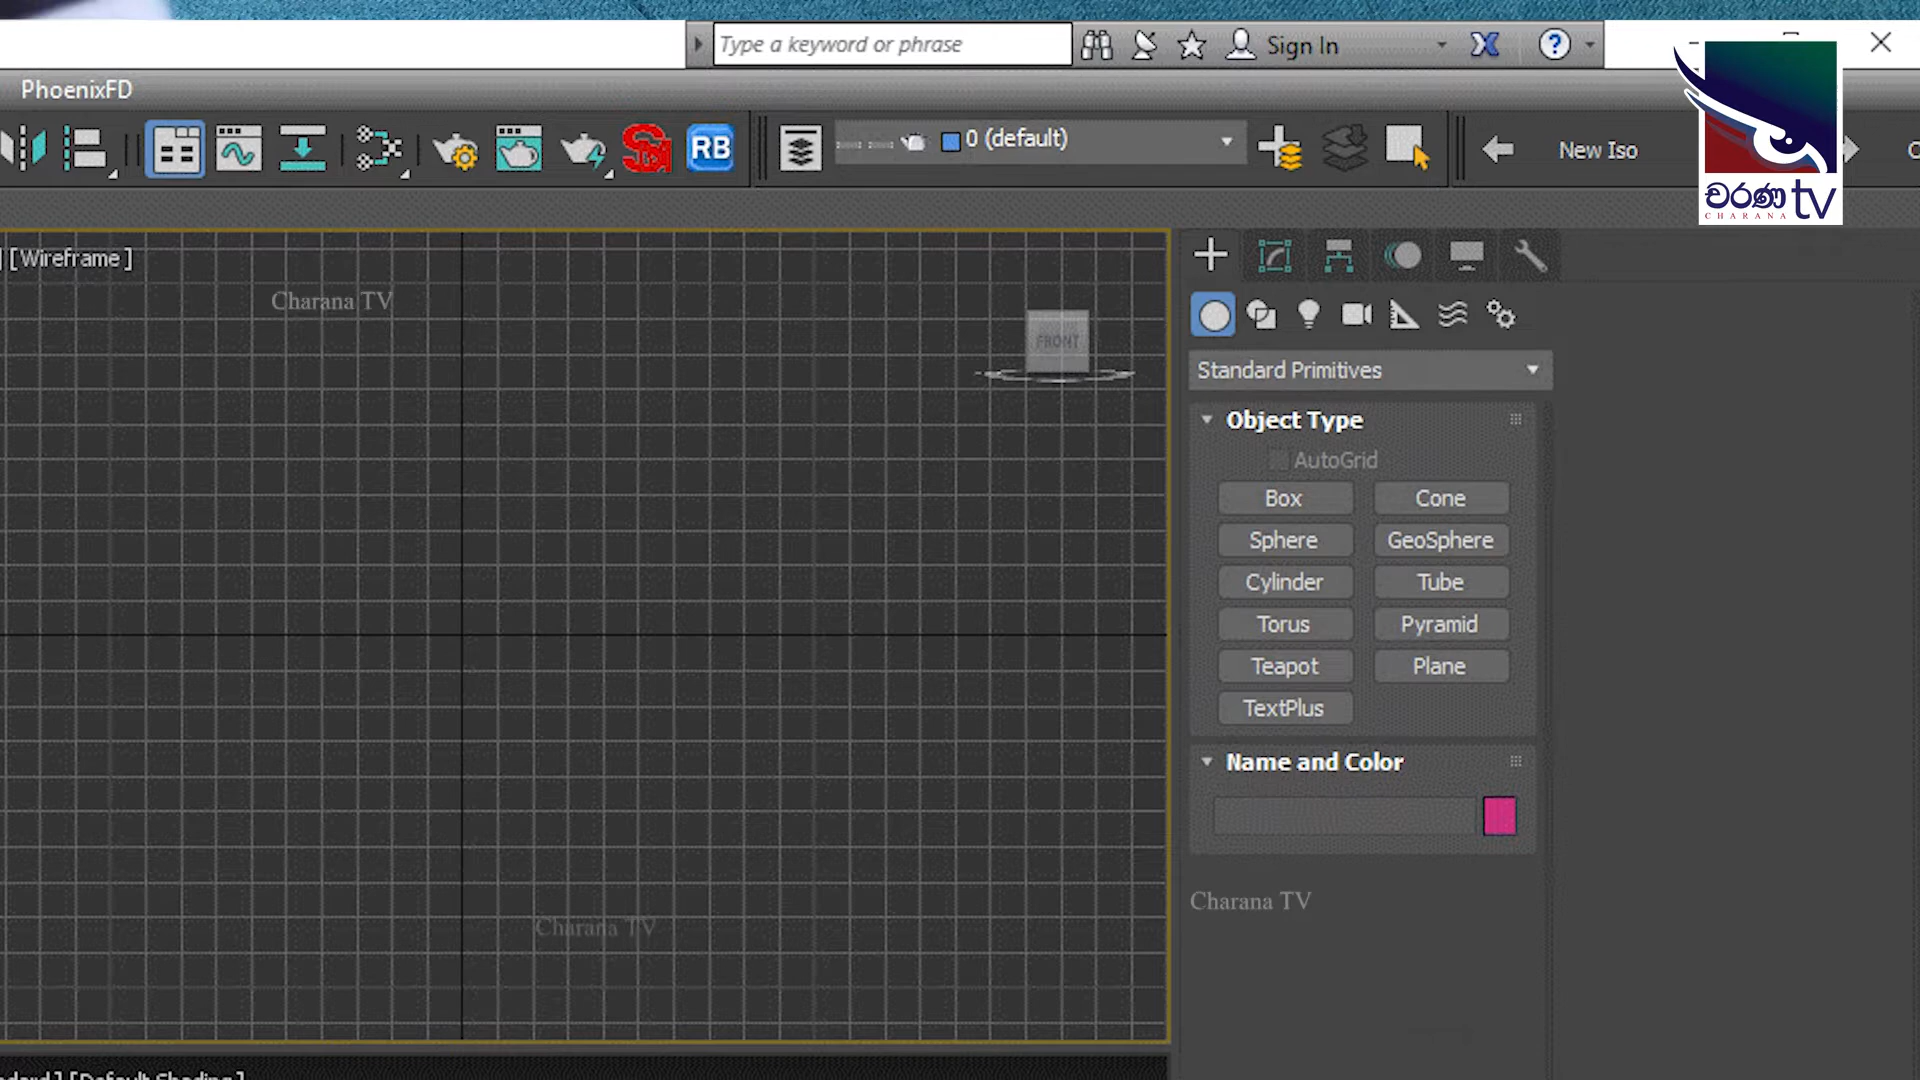 Type a keyword or phrase
Sign In
?
PhoenixFD
RB
0 (default)
New Iso
චරණ tv
CHARANA
[Wireframe]
Charana TV
FRONT
Standard Primitives
Object Type
AutoGrid
Box Cone
Sphere GeoSphere
Cylinder Tube
Torus Pyramid
Teapot Plane
TextPlus
Name and Color
Charana TV
Charana TV
[Default Shading]